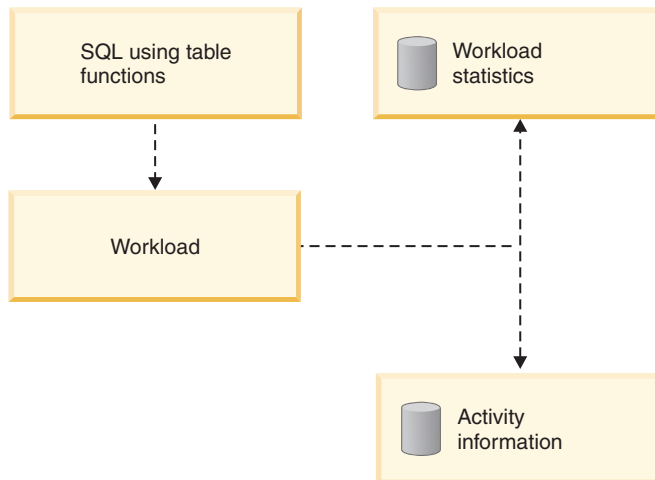 SQL using table
functions
Workload
statistics
Workload
Activity
information